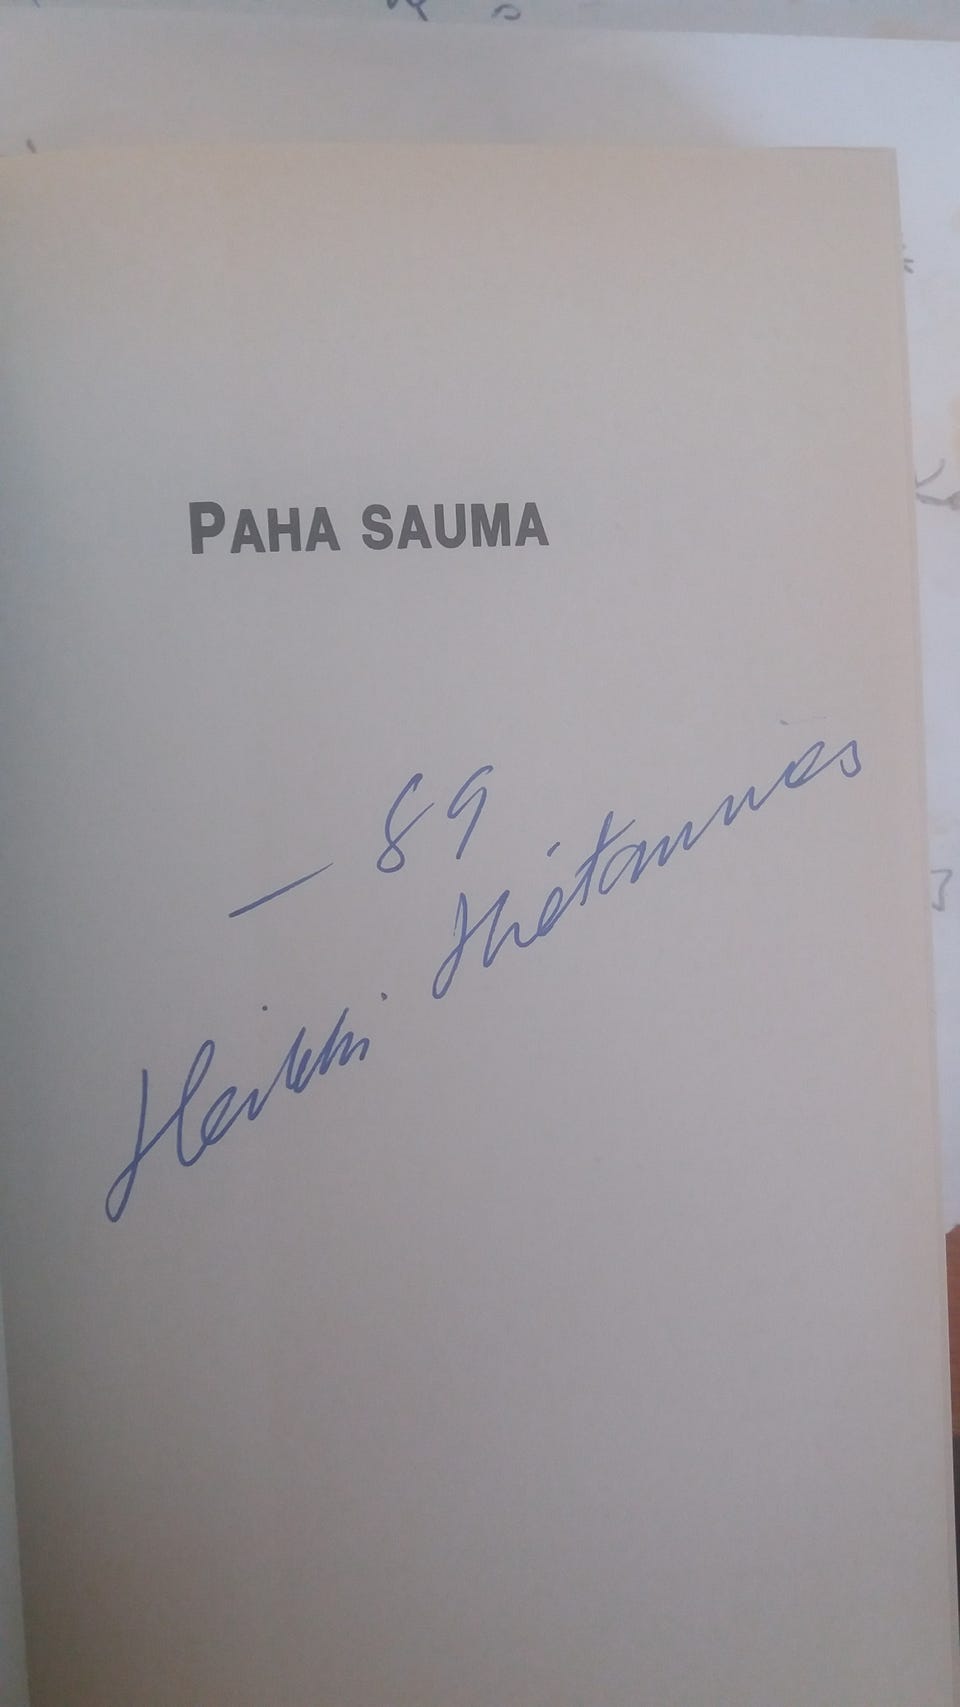 PAHA SAUMA
– 89
Heikki Hietamies